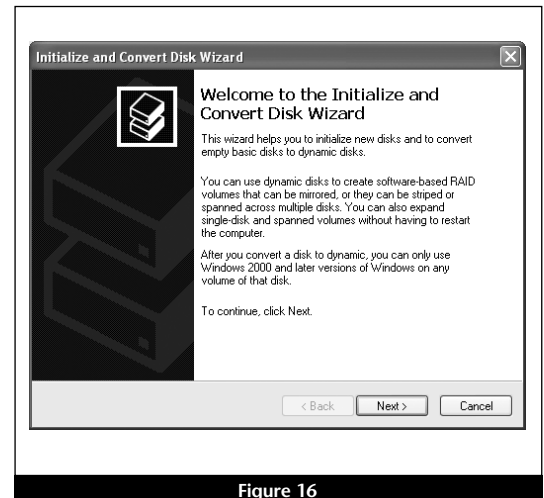 Initialize and Convert Disk Wizard
Welcome to the Initialize and
Convert Disk Wizard
This wizard helps you to initialize new disks and to convert
empty basic disks to dynamic disks.
You can use dynamic disks to create software-based RAID
volumes that can be mirrored, or they can be striped or
spanned across multiple disks. You can also expand
single-disk and spanned volumes without having to restart
the computer.
After you convert a disk to dynamic, you can only use
Windows 2000 and later versions of Windows on any
volume of that disk.
To continue, click Next.
< Back Next > Cancel
Figure 16